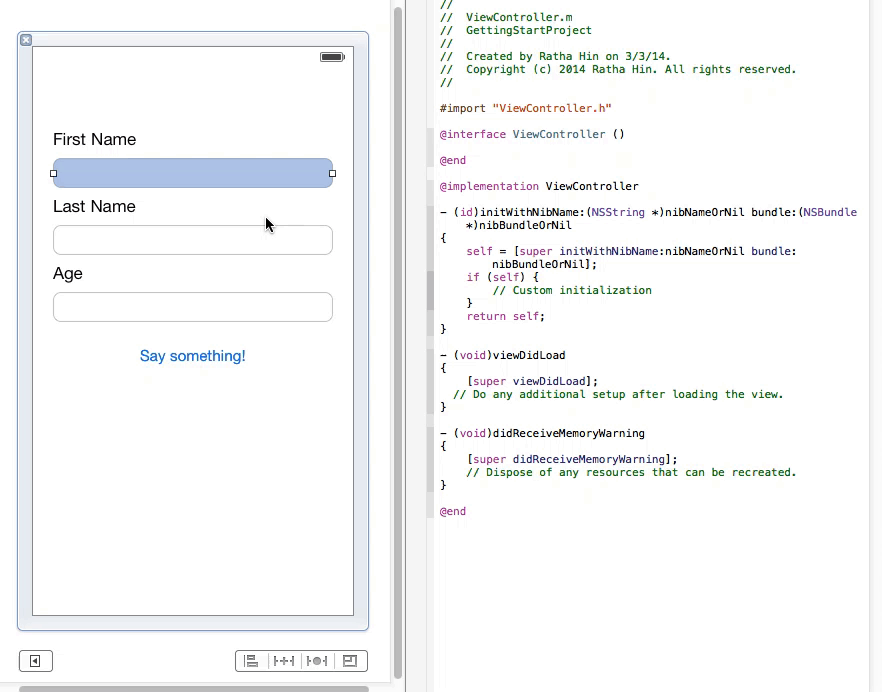 First Name
Last Name
Age
Say something!
//
//  ViewController.m
//  GettingStartProject
//
//  Created by Ratha Hin on 3/3/14.
//  Copyright (c) 2014 Ratha Hin. All rights reserved.
//
#import "ViewController.h"
@interface ViewController ()
@end
@implementation ViewController
- (id)initWithNibName:(NSString *)nibNameOrNil bundle:(NSBundle
*)nibBundleOrNil
{
self = [super initWithNibName:nibNameOrNil bundle:
nibBundleOrNil];
if (self) {
// Custom initialization
}
return self;
}
- (void)viewDidLoad
{
[super viewDidLoad];
// Do any additional setup after loading the view.
}
- (void)didReceiveMemoryWarning
{
[super didReceiveMemoryWarning];
// Dispose of any resources that can be recreated.
}
@end